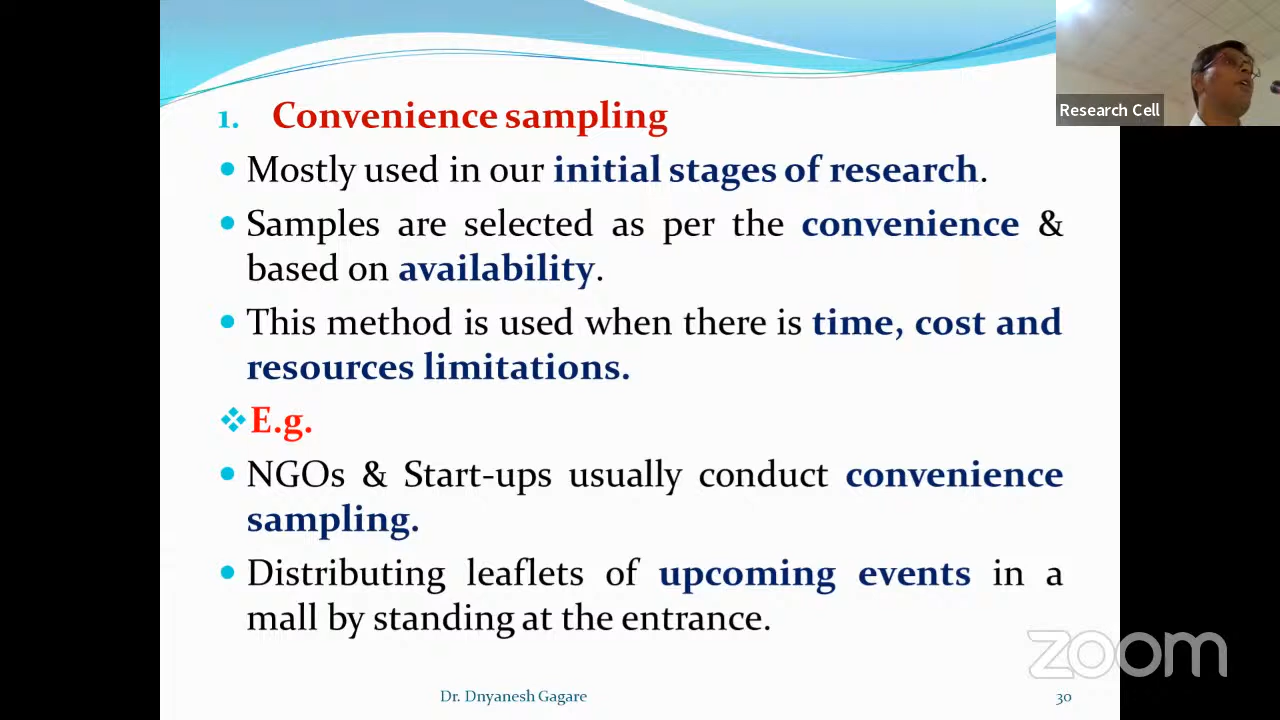 1. Convenience sampling
Mostly used in our initial stages of research.
Samples are selected as per the convenience &
based on availability.
This method is used when there is time, cost and
resources limitations.
E.g.
NGOs & Start-ups usually conduct convenience
sampling.
Distributing leaflets of upcoming events in a
mall by standing at the entrance.
Dr. Dnyanesh Gagare
30
Research Cell
zoom